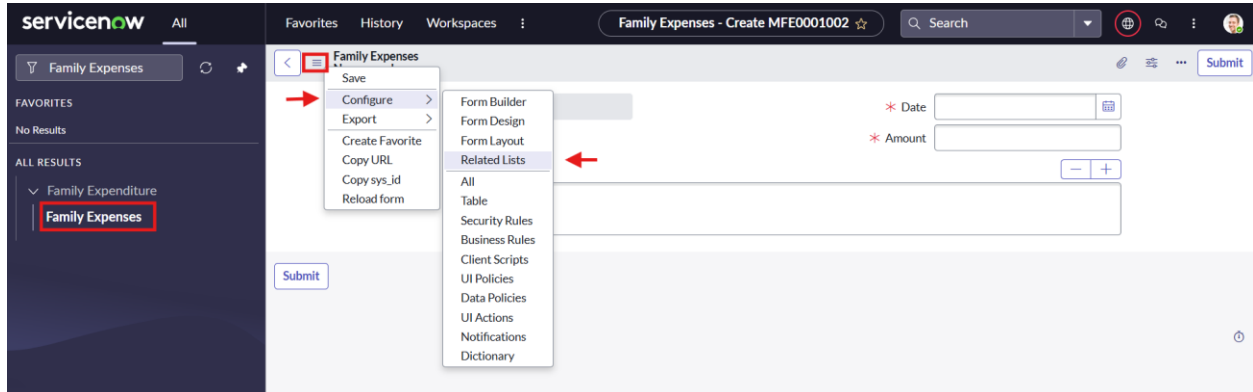 servicenow
All
Favorites
History
Workspaces
Family Expenses - Create MFE0001002
Search
Family Expenses
FAVORITES
No Results
ALL RESULTS
Family Expenditure
Family Expenses
Family Expenses
Submit
Save
Configure
Export
Create Favorite
Copy URL
Copy sys_id
Reload form
Form Builder
Form Design
Form Layout
Related Lists
All
Table
Security Rules
Business Rules
Client Scripts
UI Policies
Data Policies
UI Actions
Notifications
Dictionary
Date
Amount
Submit